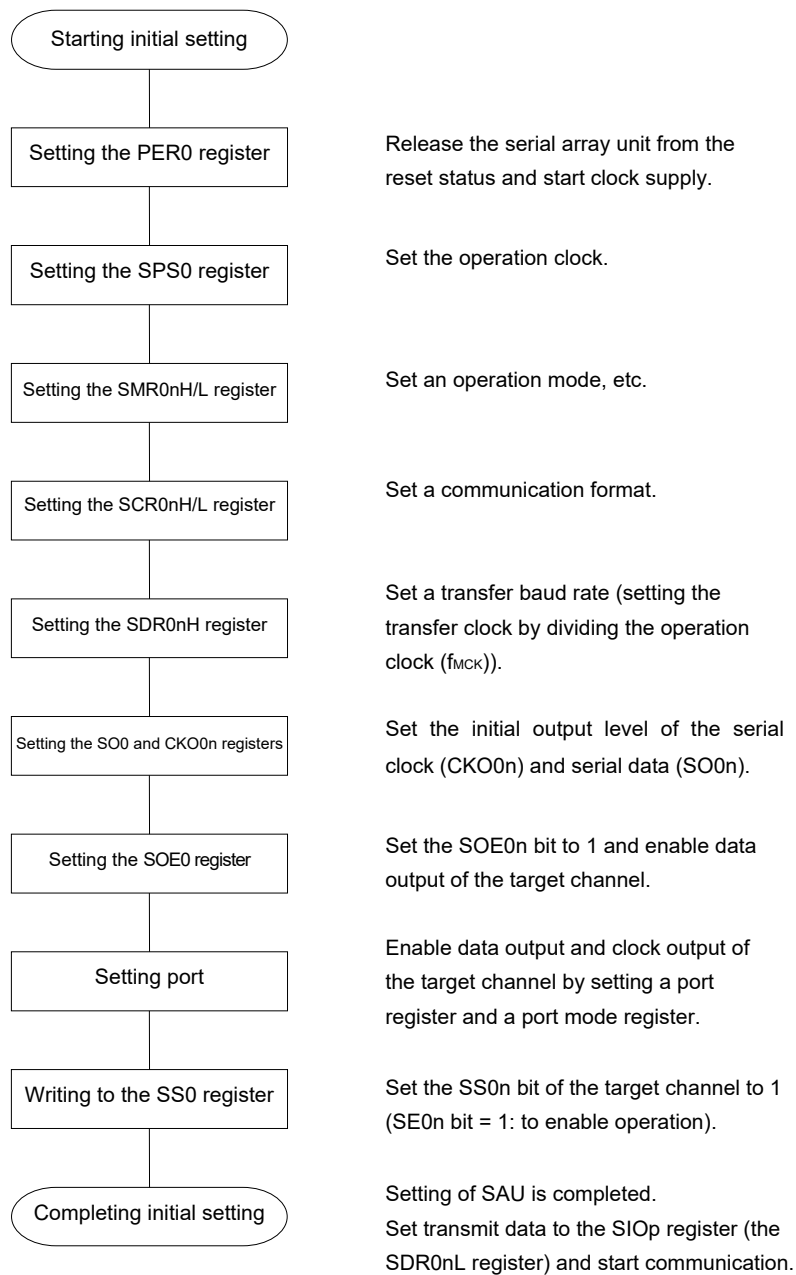 Starting initial setting
Setting the PER0 register
Release the serial array unit from the
reset status and start clock supply.
Setting the SPS0 register
Set the operation clock.
Setting the SMR0nH/L register
Set an operation mode, etc.
Setting the SCR0nH/L register
Set a communication format.
Setting the SDR0nH register
Set a transfer baud rate (setting the
transfer clock by dividing the operation
clock (fMCK)).
Setting the SO0 and CKO0n registers
Set the initial output level of the serial
clock (CKO0n) and serial data (SO0n).
Setting the SOE0 register
Set the SOE0n bit to 1 and enable data
output of the target channel.
Setting port
Enable data output and clock output of
the target channel by setting a port
register and a port mode register.
Writing to the SS0 register
Set the SS0n bit of the target channel to 1
(SE0n bit = 1: to enable operation).
Completing initial setting
Setting of SAU is completed.
Set transmit data to the SIOp register (the
SDR0nL register) and start communication.